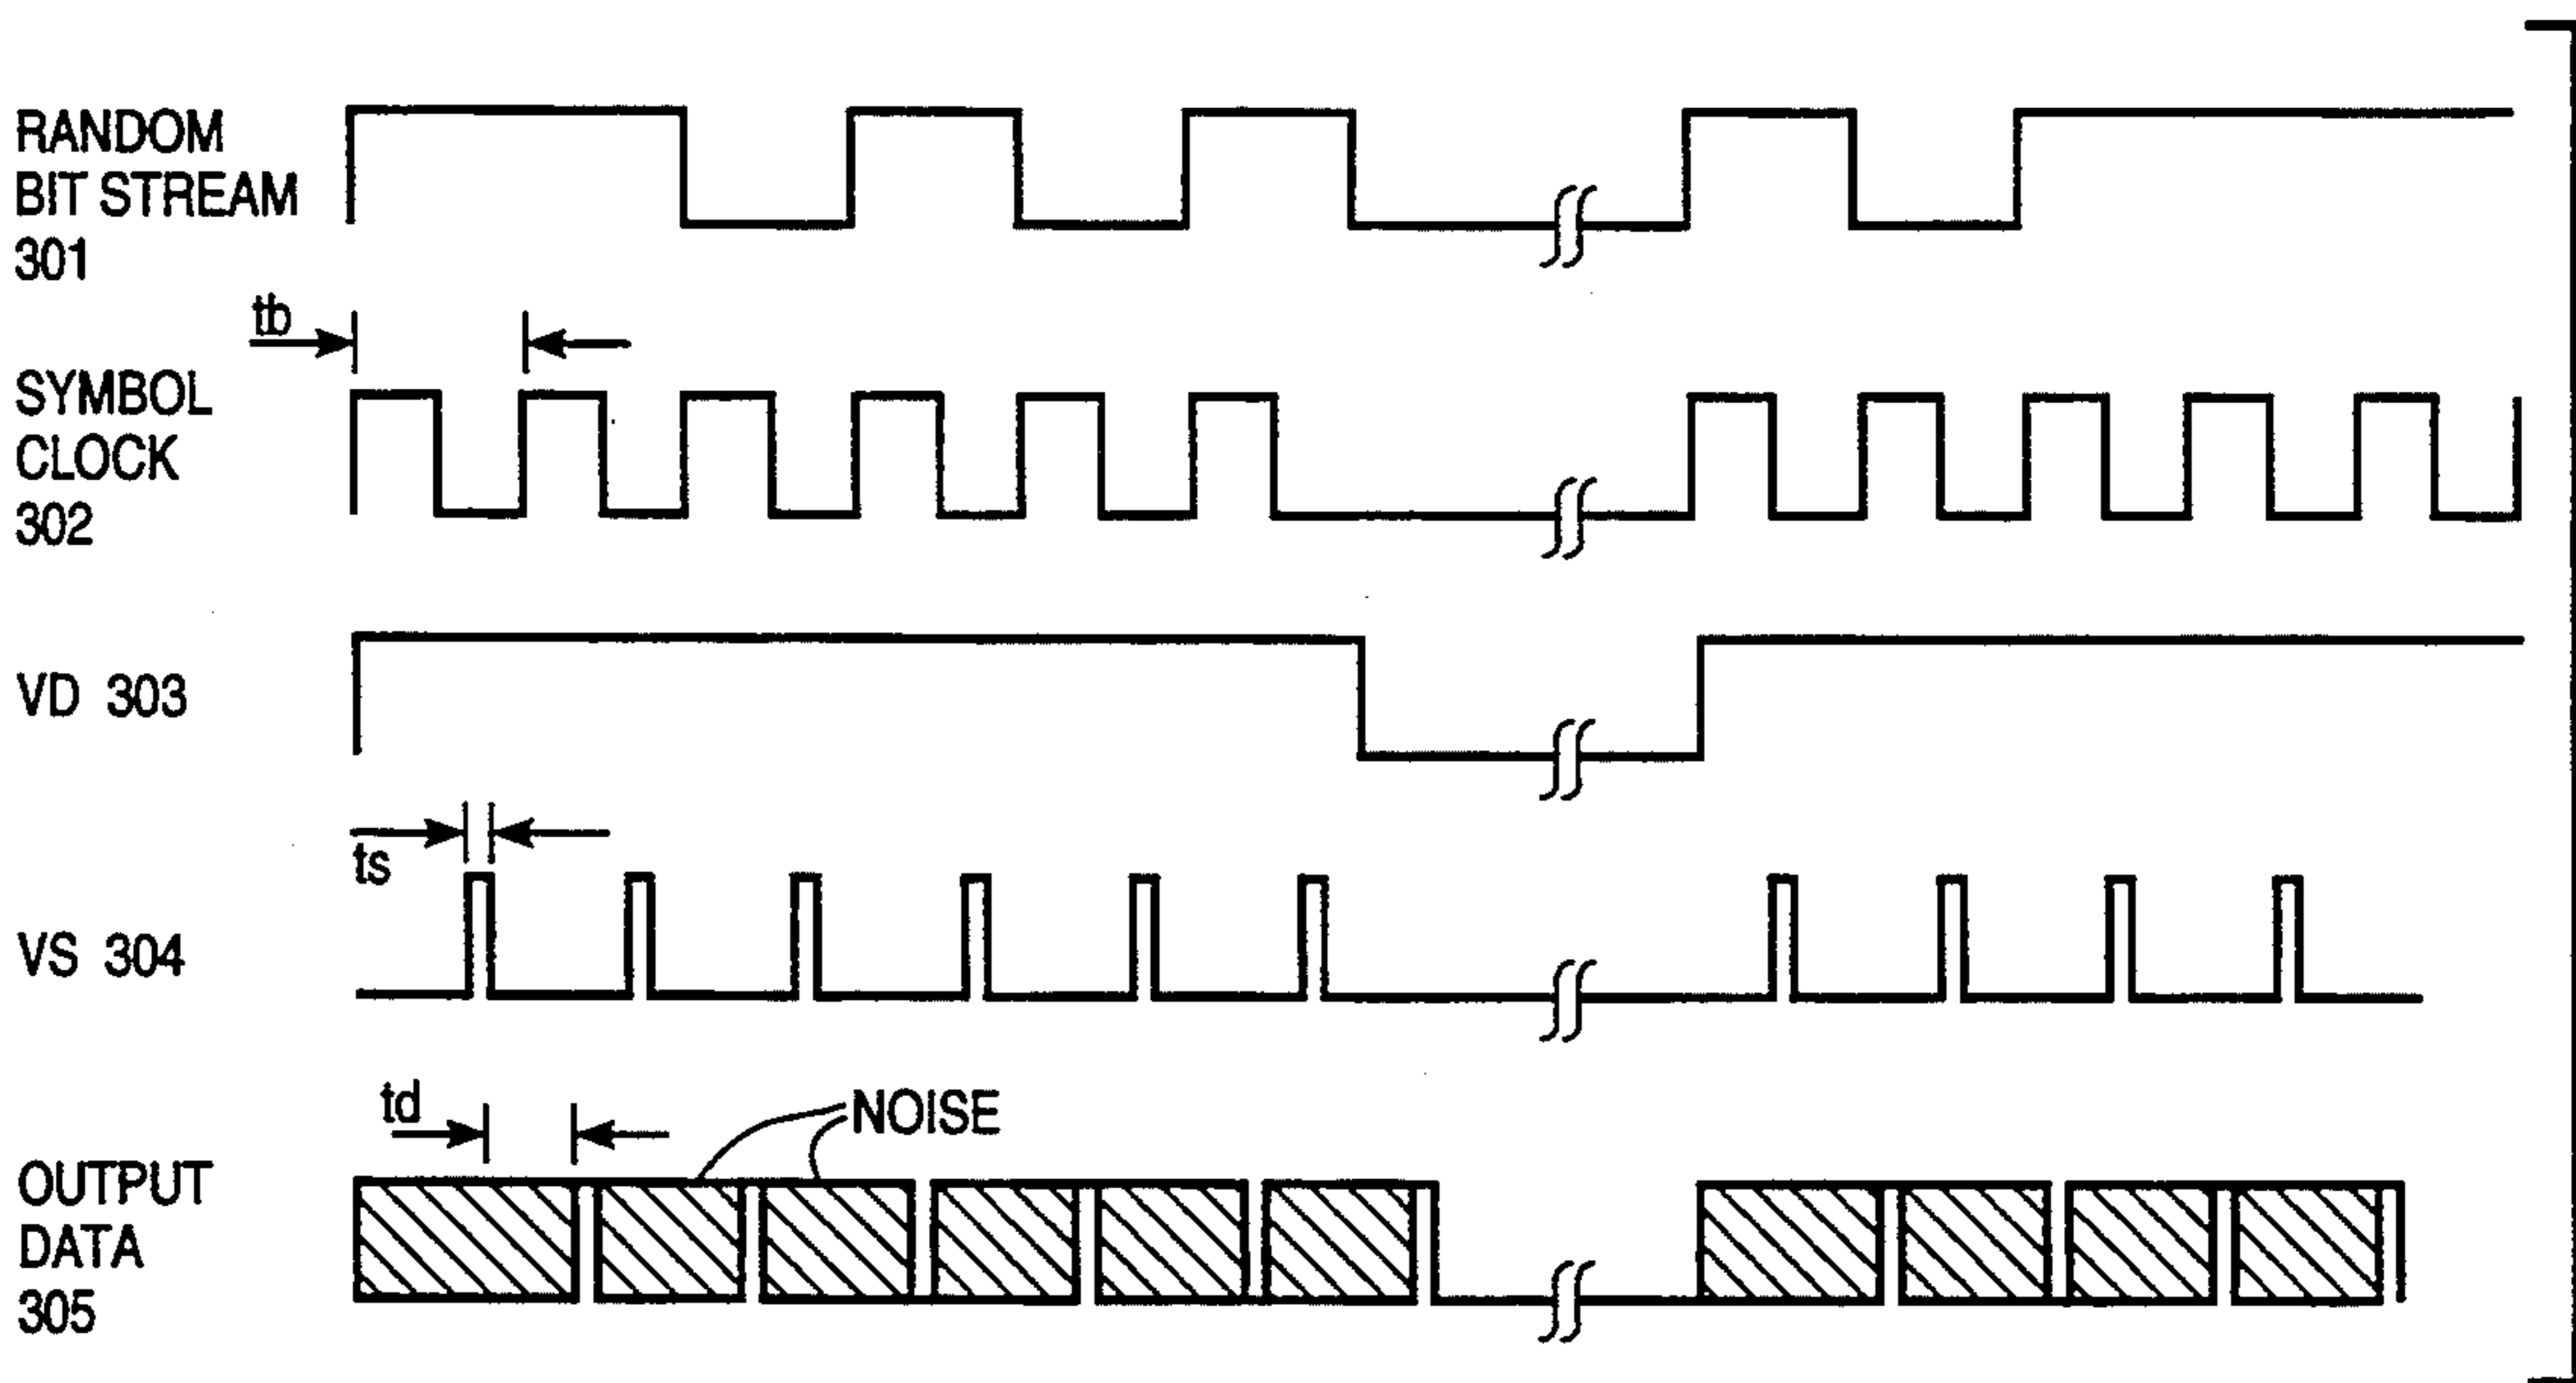 RANDOM
BIT STREAM
301
tb
SYMBOL
CLOCK
302
VD 303
ts
VS 304
td
NOISE
OUTPUT
DATA
305